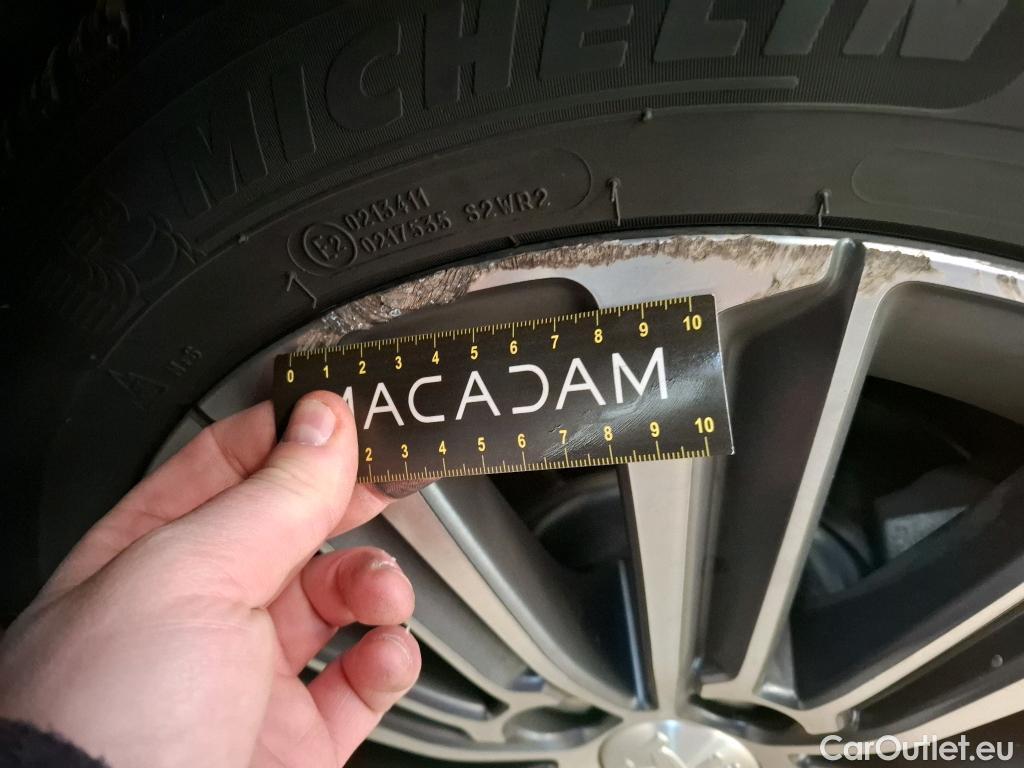 MICHELIN
E2
0213411
0217535 S2WR2
0 1 2 3 4 5 6 7 8 9 10
MACADAM
2 3 4 5 6 7 8 9 10
CarOutlet.eu